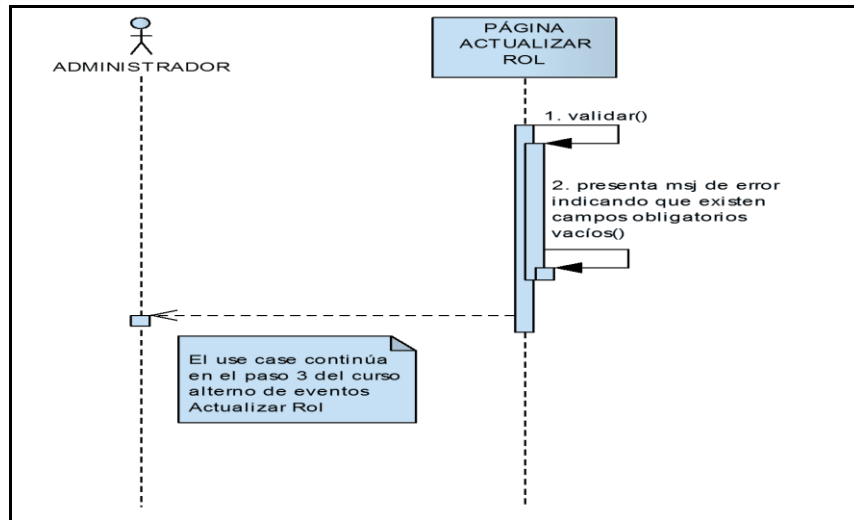 ADMINISTRADOR
PÁGINA
ACTUALIZAR
ROL
1. validar()
2. presenta msj de error
indicando que existen
campos obligatorios
vacíos()
El use case continúa
en el paso 3 del curso
alterno de eventos
Actualizar Rol